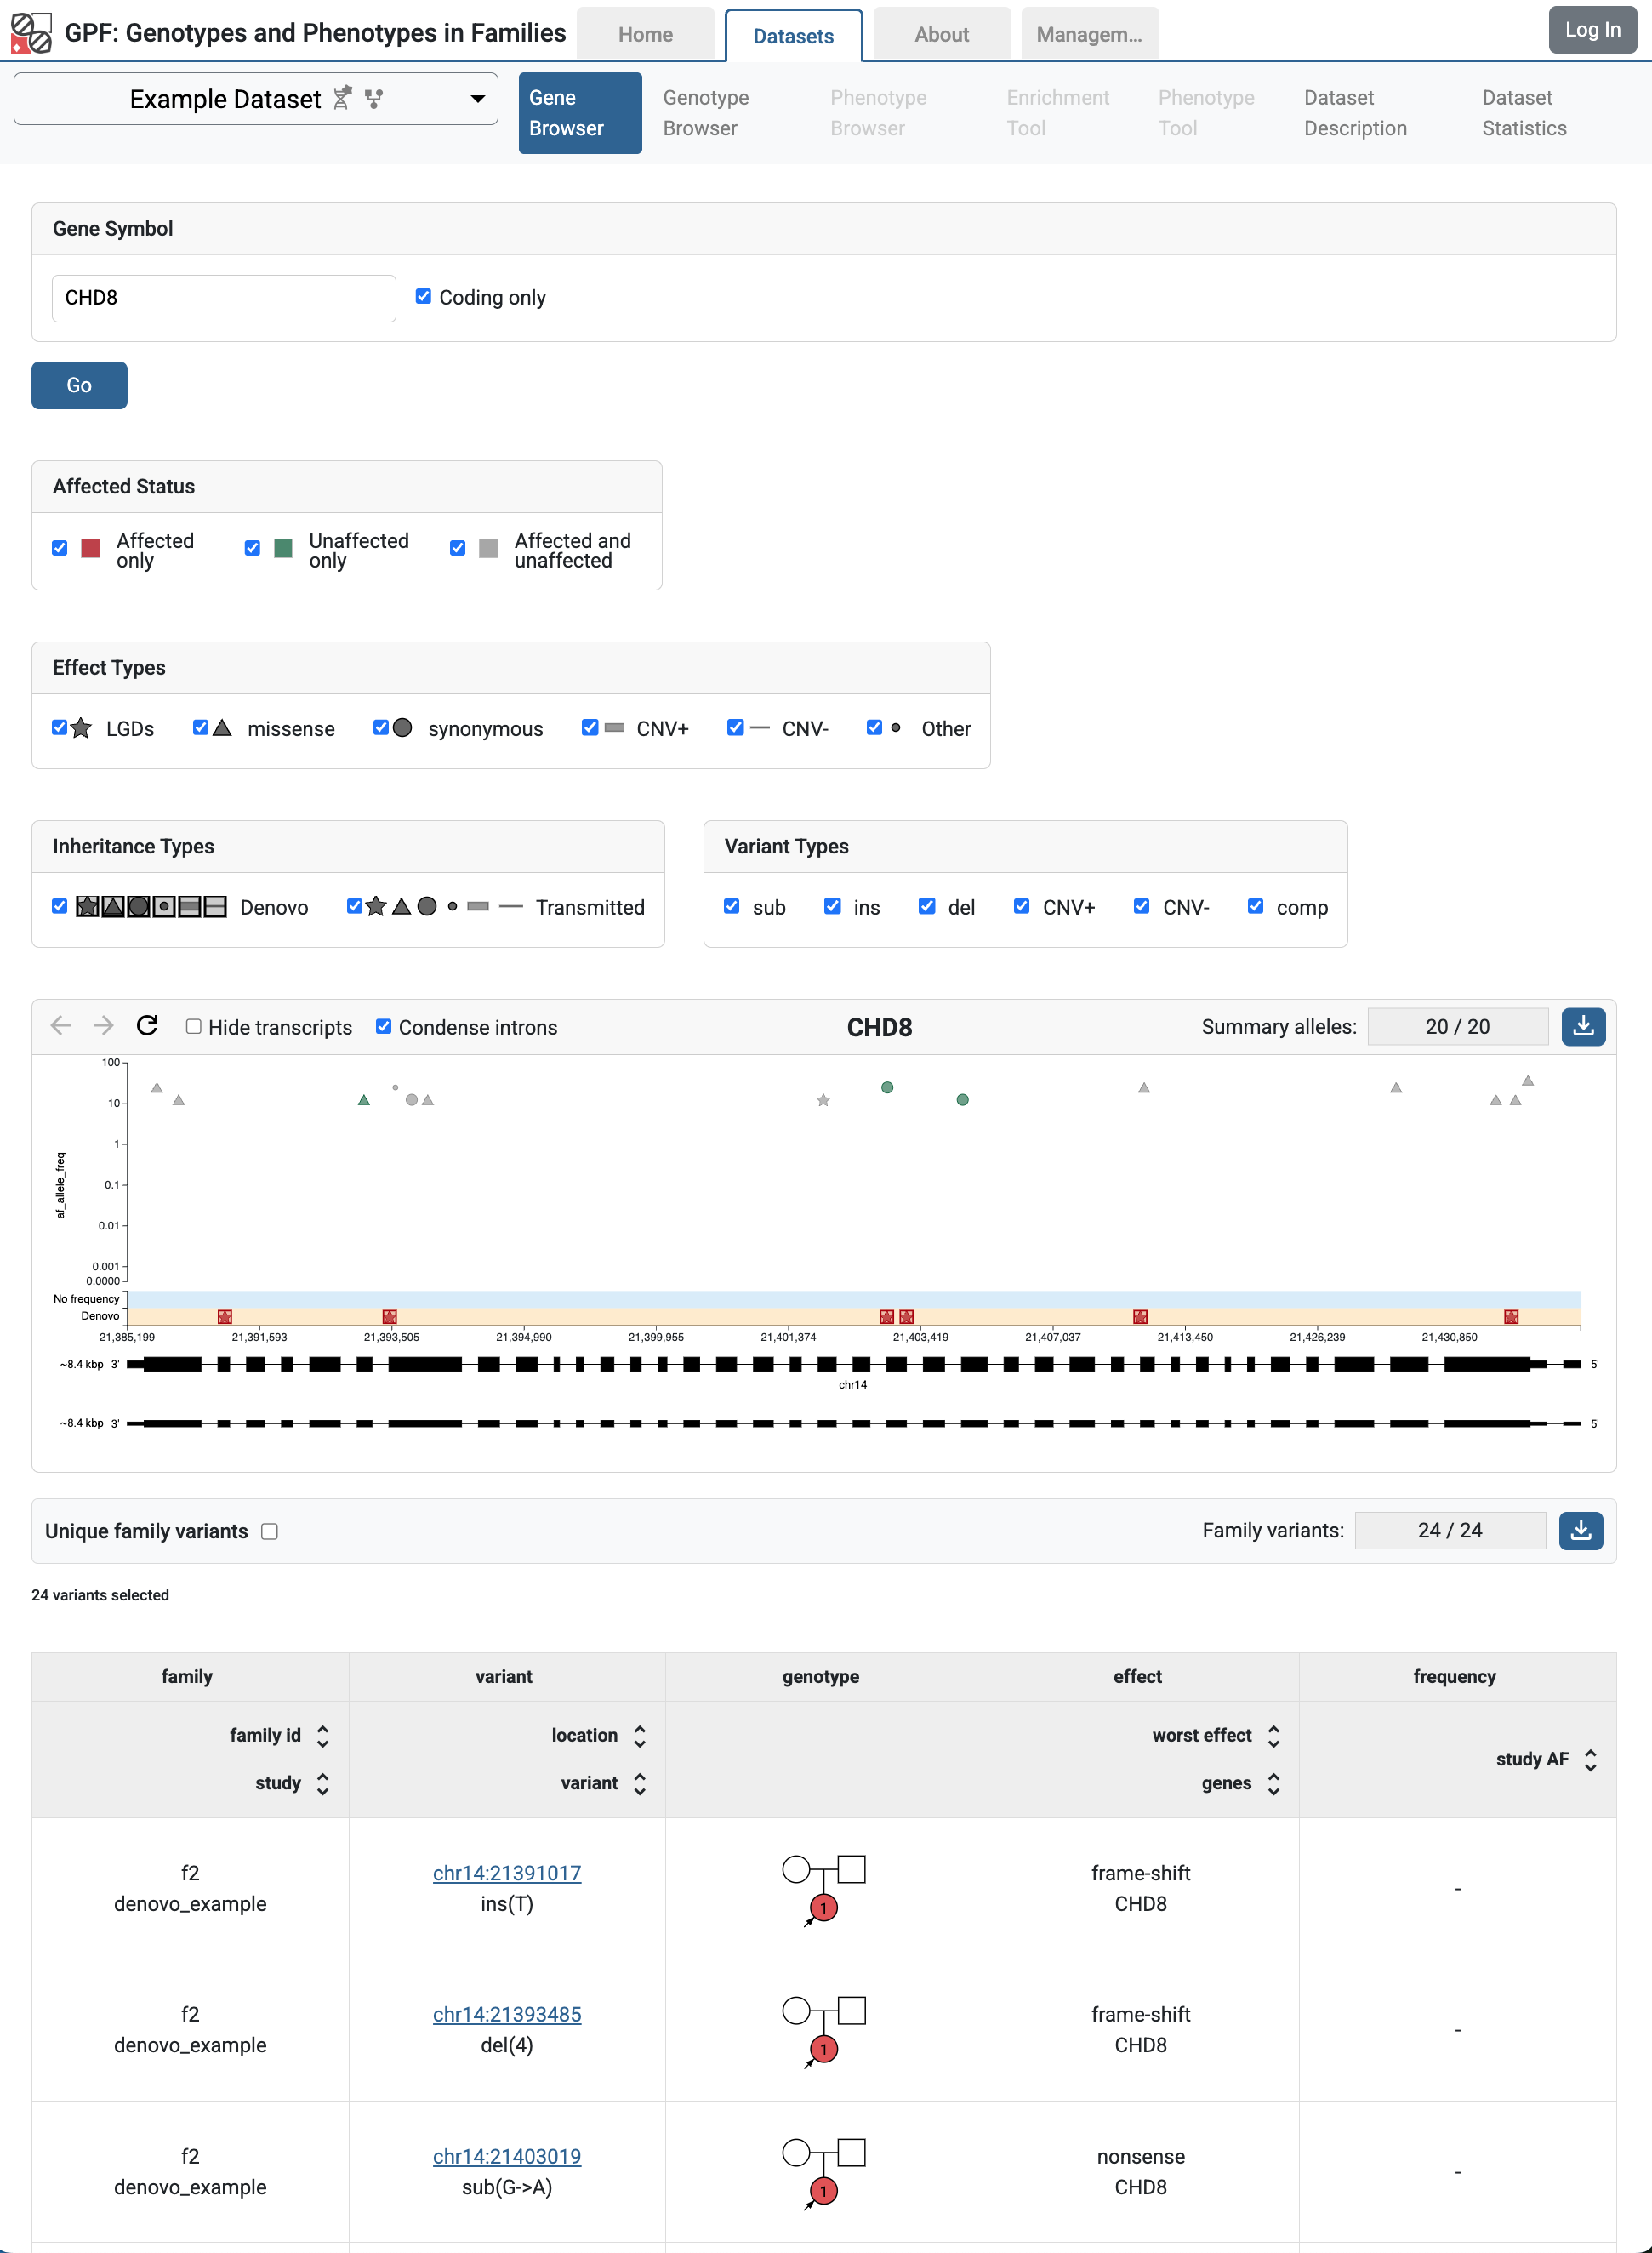 GPF: Genotypes and Phenotypes in Families
Home
Datasets
About
Managem...
Log In
Example Dataset
Gene Browser
Genotype Browser
Phenotype Browser
Enrichment Tool
Phenotype Tool
Dataset Description
Dataset Statistics
Gene Symbol
CHD8
Coding only
Go
Affected Status
Affected only
Unaffected only
Affected and unaffected
Effect Types
LGDs
missense
synonymous
CNV+
CNV-
Other
Inheritance Types
Denovo
Transmitted
Variant Types
sub
ins
del
CNV+
CNV-
comp
Hide transcripts
Condense introns
CHD8
Summary alleles:
20 / 20
100
10
1
0.1
0.01
0.001
0.0000
af_allele_freq
No frequency
Denovo
21,385,199
21,391,593
21,393,505
21,394,990
21,399,955
21,401,374
21,403,419
21,407,037
21,413,450
21,426,239
21,430,850
~8.4 kbp 3'
5'
chr14
~8.4 kbp 3'
5'
Unique family variants
Family variants:
24 / 24
24 variants selected
family
variant
genotype
effect
frequency
family id
study
location
variant
worst effect
genes
study AF
f2
denovo_example
chr14:21391017
ins(T)
1
frame-shift
CHD8
-
f2
denovo_example
chr14:21393485
del(4)
1
frame-shift
CHD8
-
f2
denovo_example
chr14:21403019
sub(G->A)
1
nonsense
CHD8
-